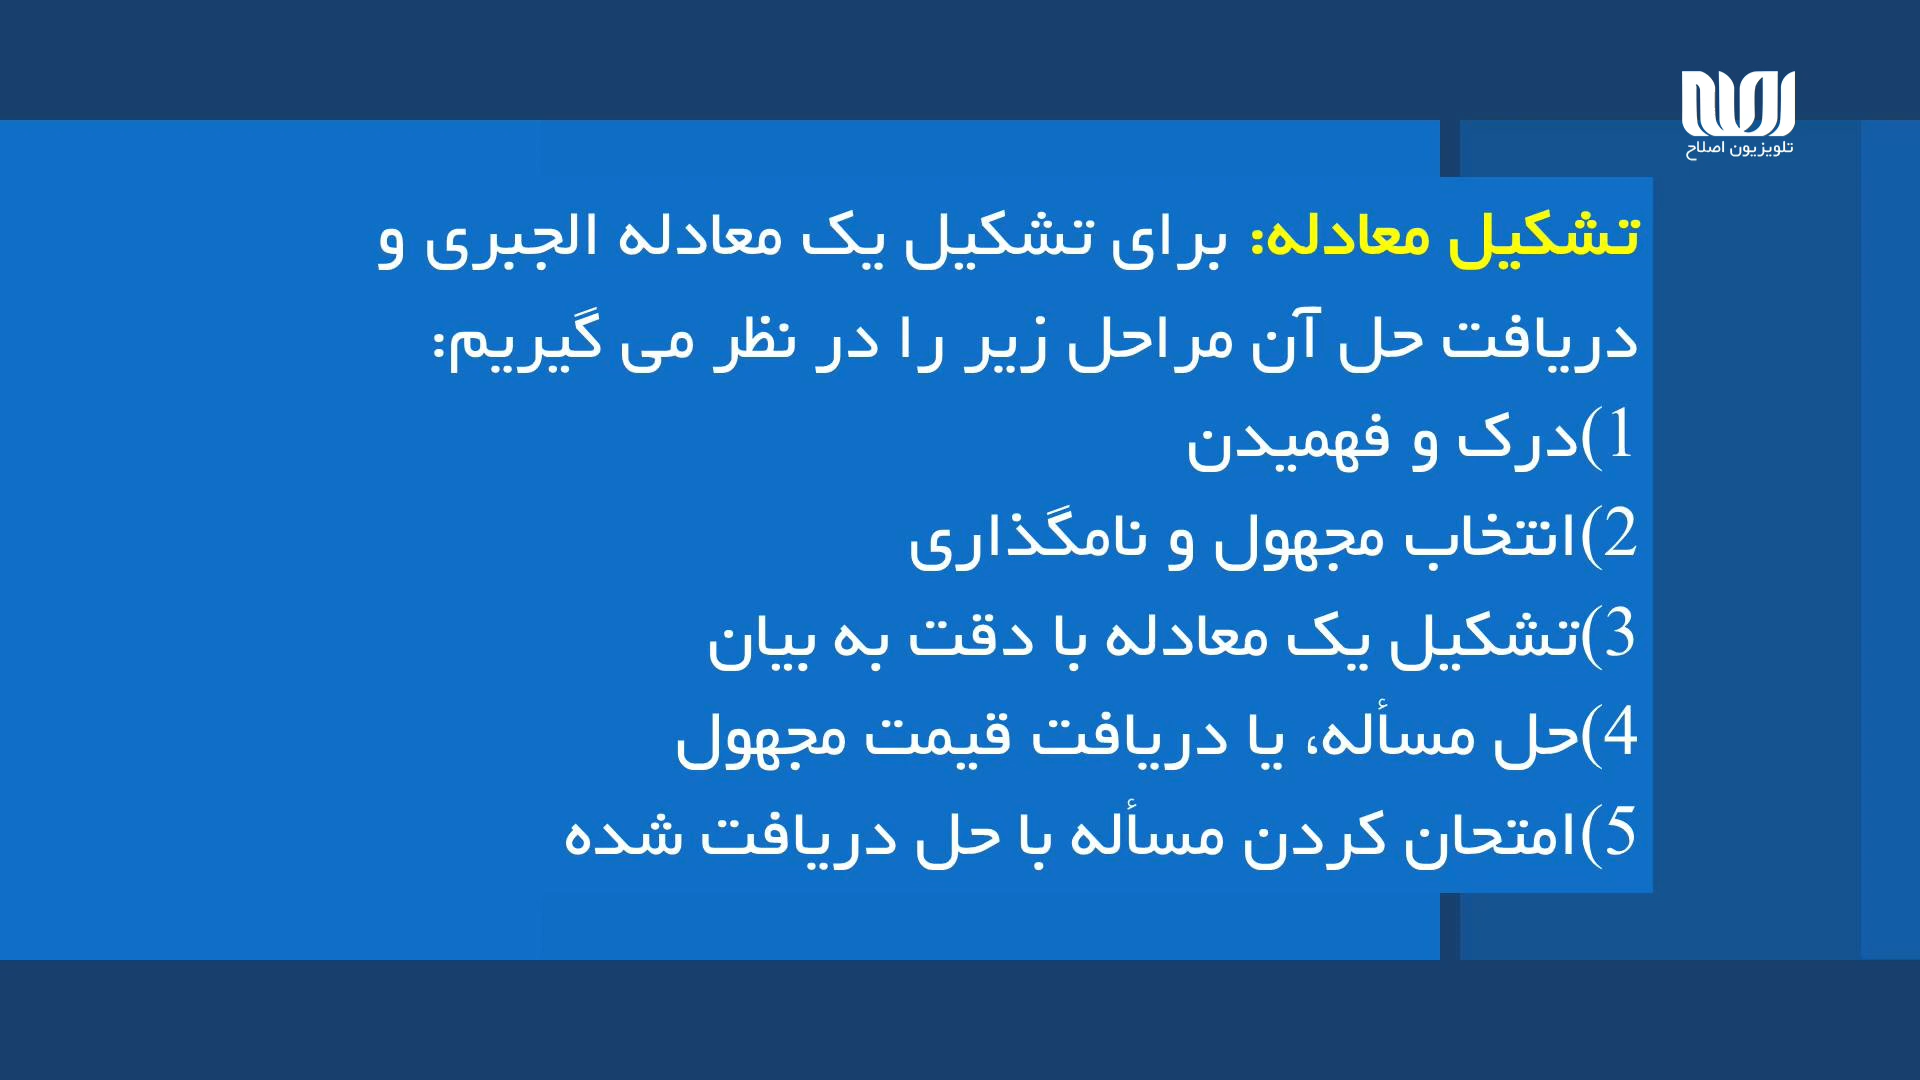 تلویزیون اصلاح
تشکیل معادله: برای تشکیل یک معادله الجبری و
دریافت حل آن مراحل زیر را در نظر می گیریم:
1)درک و فهمیدن
2)انتخاب مجهول و نامگذاری
3)تشکیل یک معادله با دقت به بیان
4)حل مسأله، یا دریافت قیمت مجهول
5)امتحان کردن مسأله با حل دریافت شده